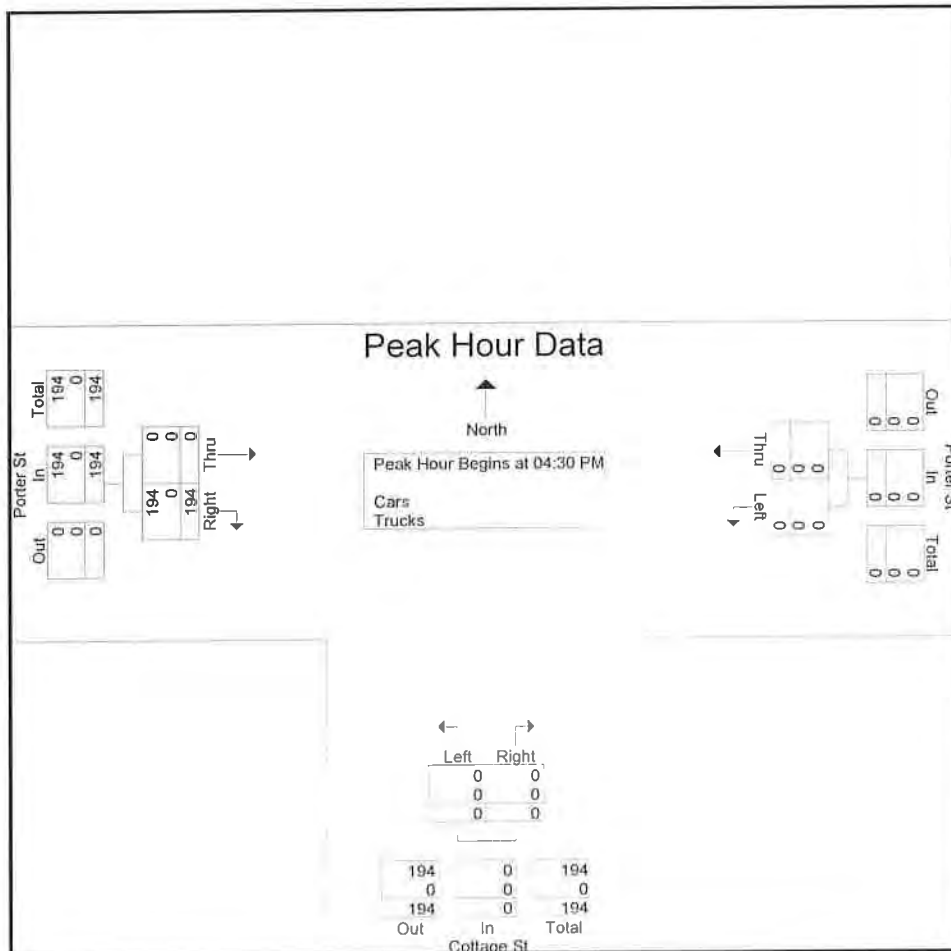 Peak Hour Data
North
Peak Hour Begins at 04:30 PM
Cars
Trucks
Porter St
Out In Total
0 194 194
0 0 0
0 194 194
Right Thru
194 0
0 0
194 0
Porter St
Out In Total
0 0 0
0 0 0
0 0 0
Thru Left
0 0
0 0
0 0
Left Right
0 0
0 0
0 0
194 0 194
0 0 0
194 0 194
Out In Total
Cottage St